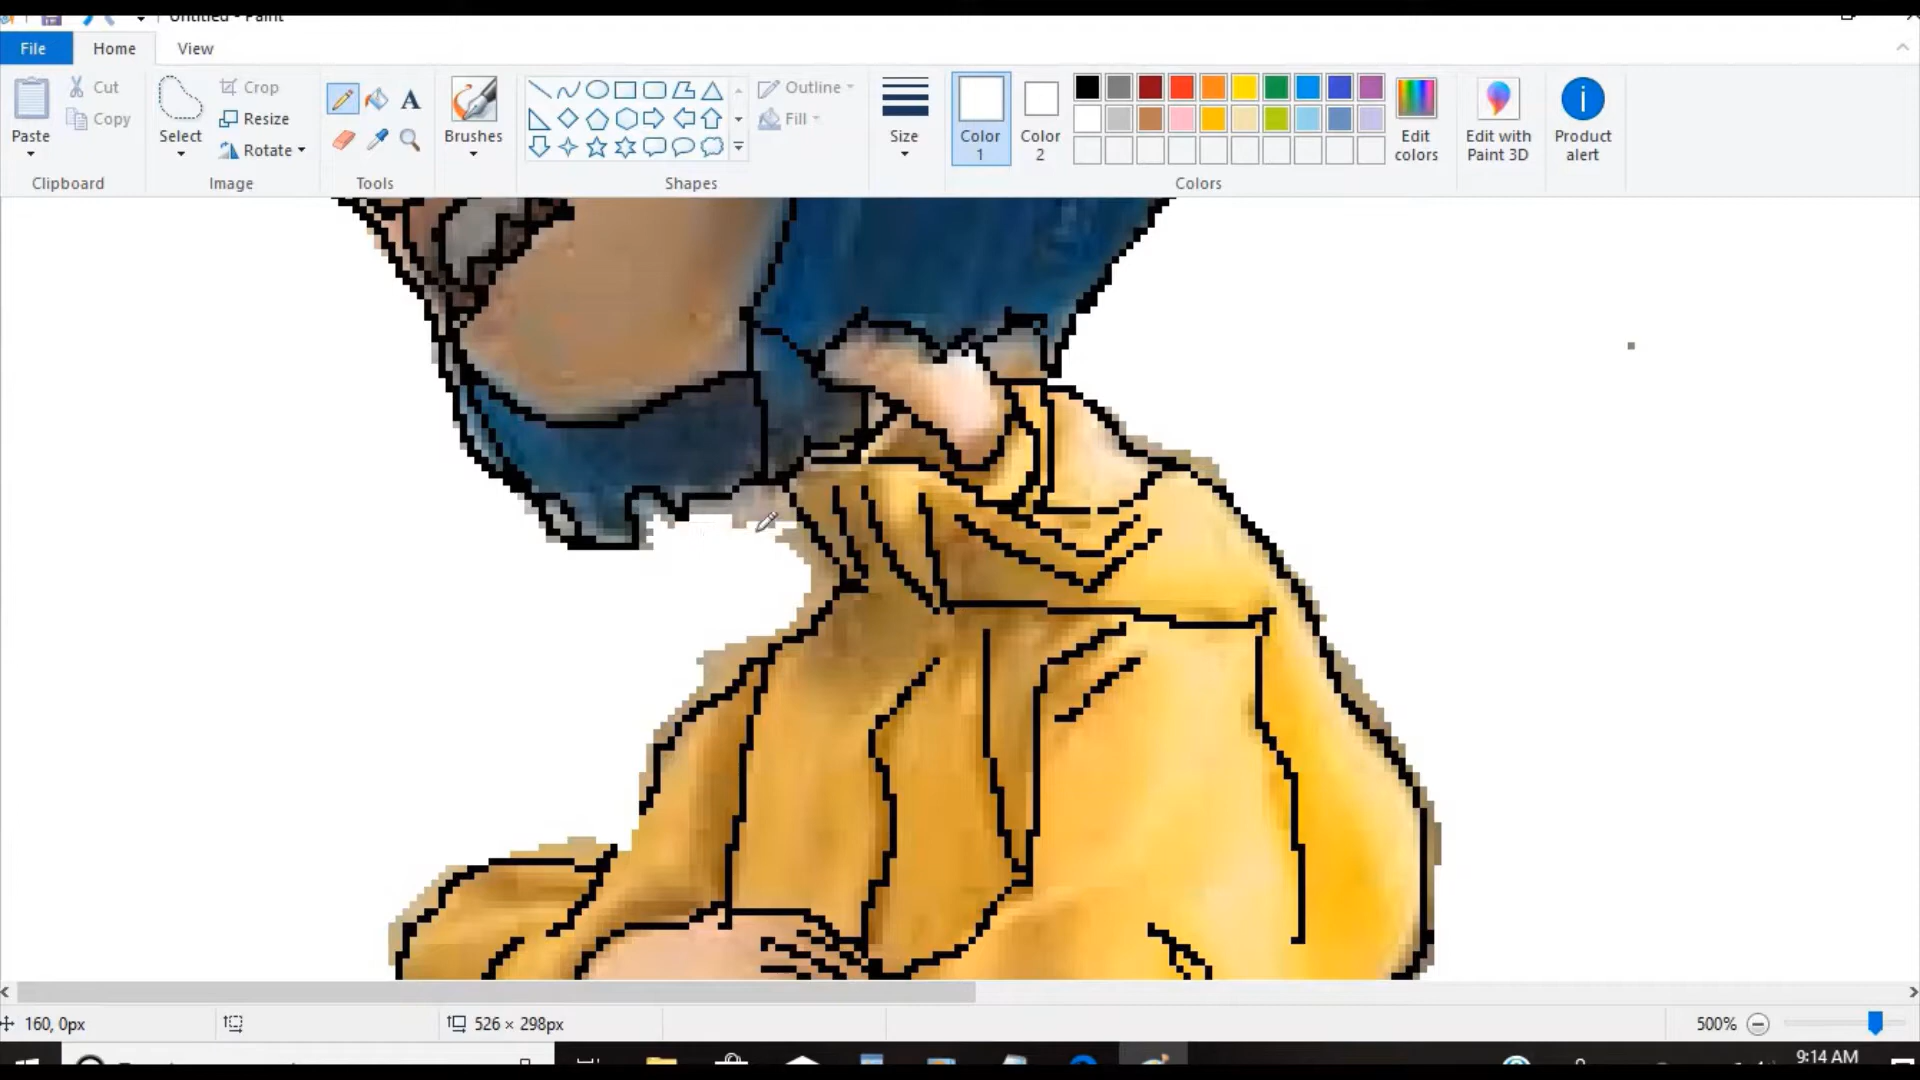 Untitled - Paint
File Home View
Paste
Cut
Copy
Clipboard
Select
Crop
Resize
Rotate
Image
Tools
Brushes
Shapes
Outline
Fill
Size
Color 1
Color 2
Colors
Edit colors
Edit with Paint 3D
Product alert
160, 0px
526 × 298px
500%
9:14 AM